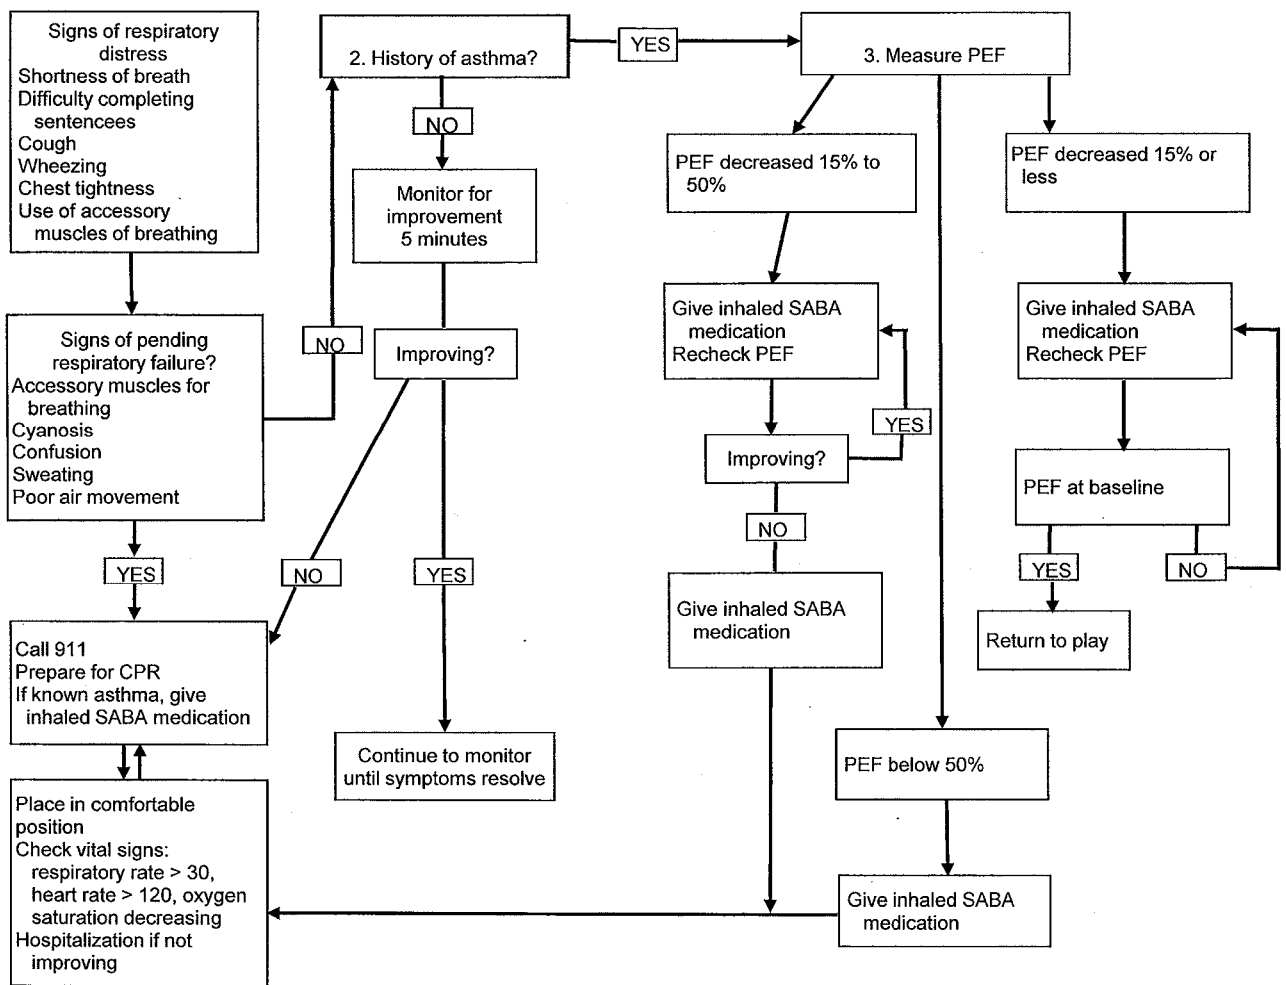 Signs of respiratory
distress
Shortness of breath
Difficulty completing
sentencees
Cough
Wheezing
Chest tightness
Use of accessory
muscles of breathing
Signs of pending
respiratory failure?
Accessory muscles for
breathing
Cyanosis
Confusion
Sweating
Poor air movement
YES
NO
Call 911
Prepare for CPR
If known asthma, give
inhaled SABA medication
Place in comfortable
position
Check vital signs:
respiratory rate > 30,
heart rate > 120, oxygen
saturation decreasing
Hospitalization if not
improving
2. History of asthma?
YES
NO
Monitor for
improvement
5 minutes
Improving?
NO
YES
Continue to monitor
until symptoms resolve
3. Measure PEF
PEF decreased 15% to
50%
Give inhaled SABA
medication
Recheck PEF
YES
Improving?
NO
Give inhaled SABA
medication
PEF below 50%
Give inhaled SABA
medication
PEF decreased 15% or
less
Give inhaled SABA
medication
Recheck PEF
PEF at baseline
YES
NO
Return to play